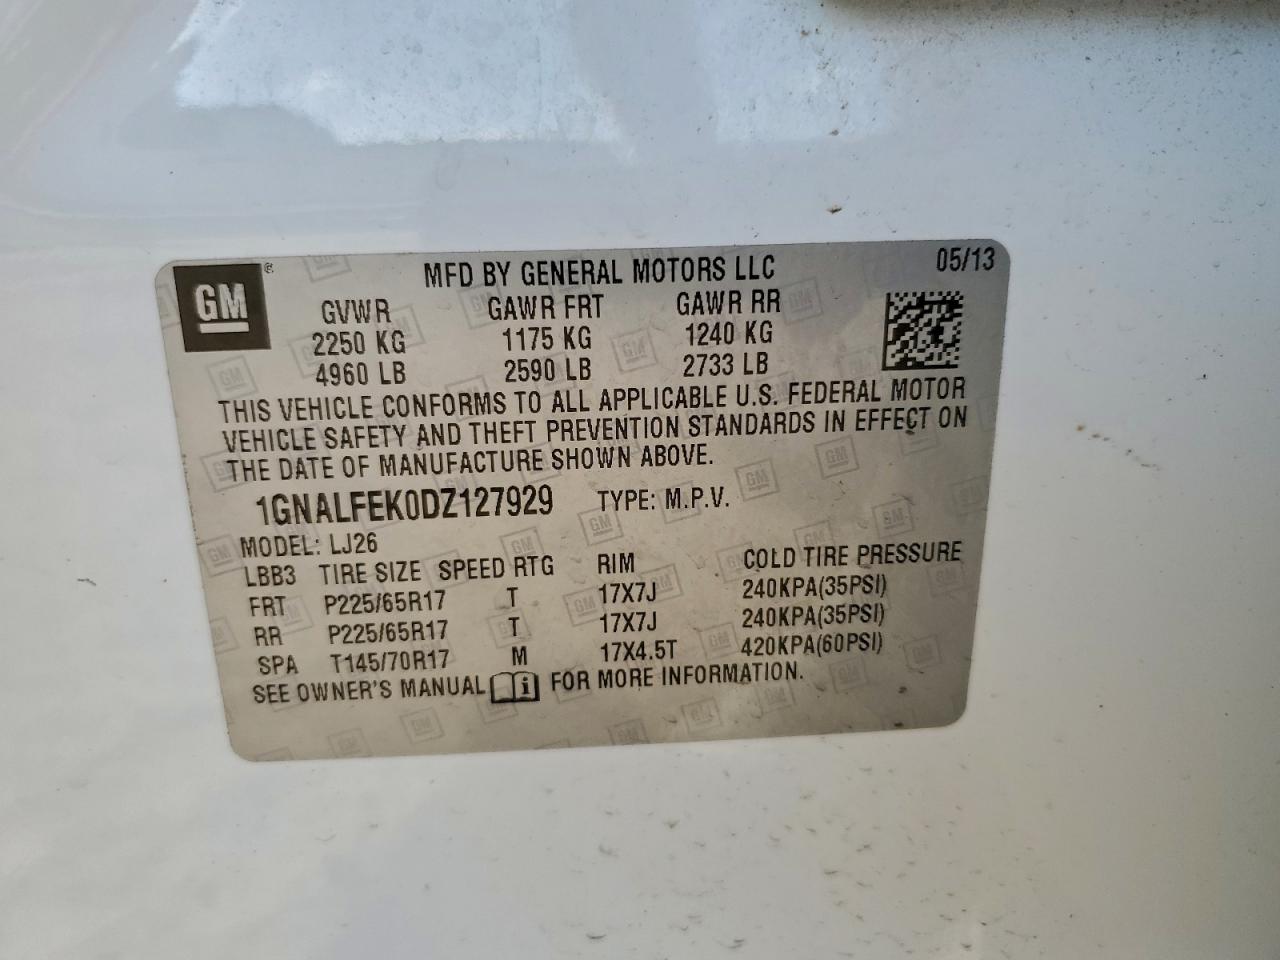 GM ® MFD BY GENERAL MOTORS LLC 05/13
GVWR GAWR FRT GAWR RR
2250 KG 1175 KG 1240 KG
4960 LB 2590 LB 2733 LB
THIS VEHICLE CONFORMS TO ALL APPLICABLE U.S. FEDERAL MOTOR
VEHICLE SAFETY AND THEFT PREVENTION STANDARDS IN EFFECT ON
THE DATE OF MANUFACTURE SHOWN ABOVE.
1GNALFEK0DZ127929 TYPE: M.P.V.
MODEL: LJ26
LBB3 TIRE SIZE SPEED RTG RIM COLD TIRE PRESSURE
FRT P225/65R17 T 17X7J 240KPA(35PSI)
RR P225/65R17 T 17X7J 240KPA(35PSI)
SPA T145/70R17 M 17X4.5T 420KPA(60PSI)
SEE OWNER'S MANUAL i FOR MORE INFORMATION.